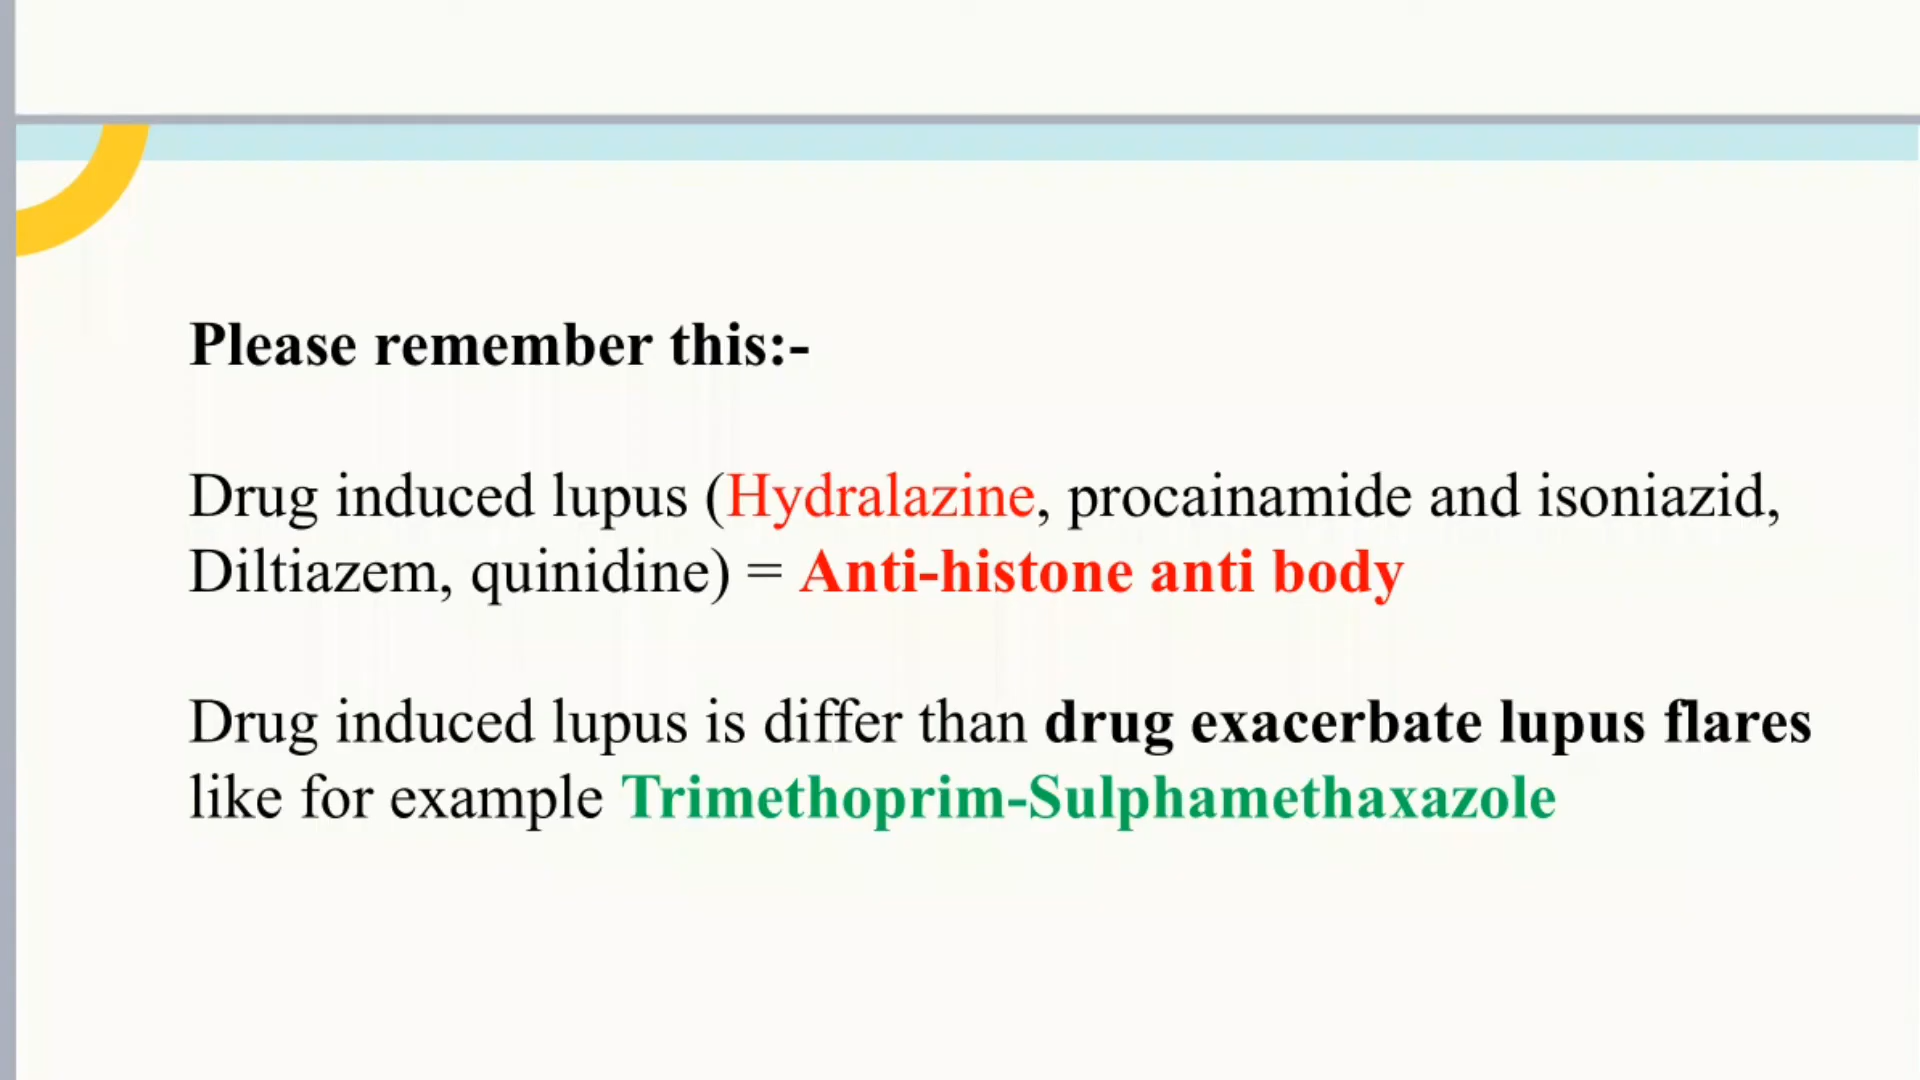 Please remember this:-
Drug induced lupus (Hydralazine, procainamide and isoniazid,
Diltiazem, quinidine) = Anti-histone anti body
Drug induced lupus is differ than drug exacerbate lupus flares
like for example Trimethoprim-Sulphamethaxazole